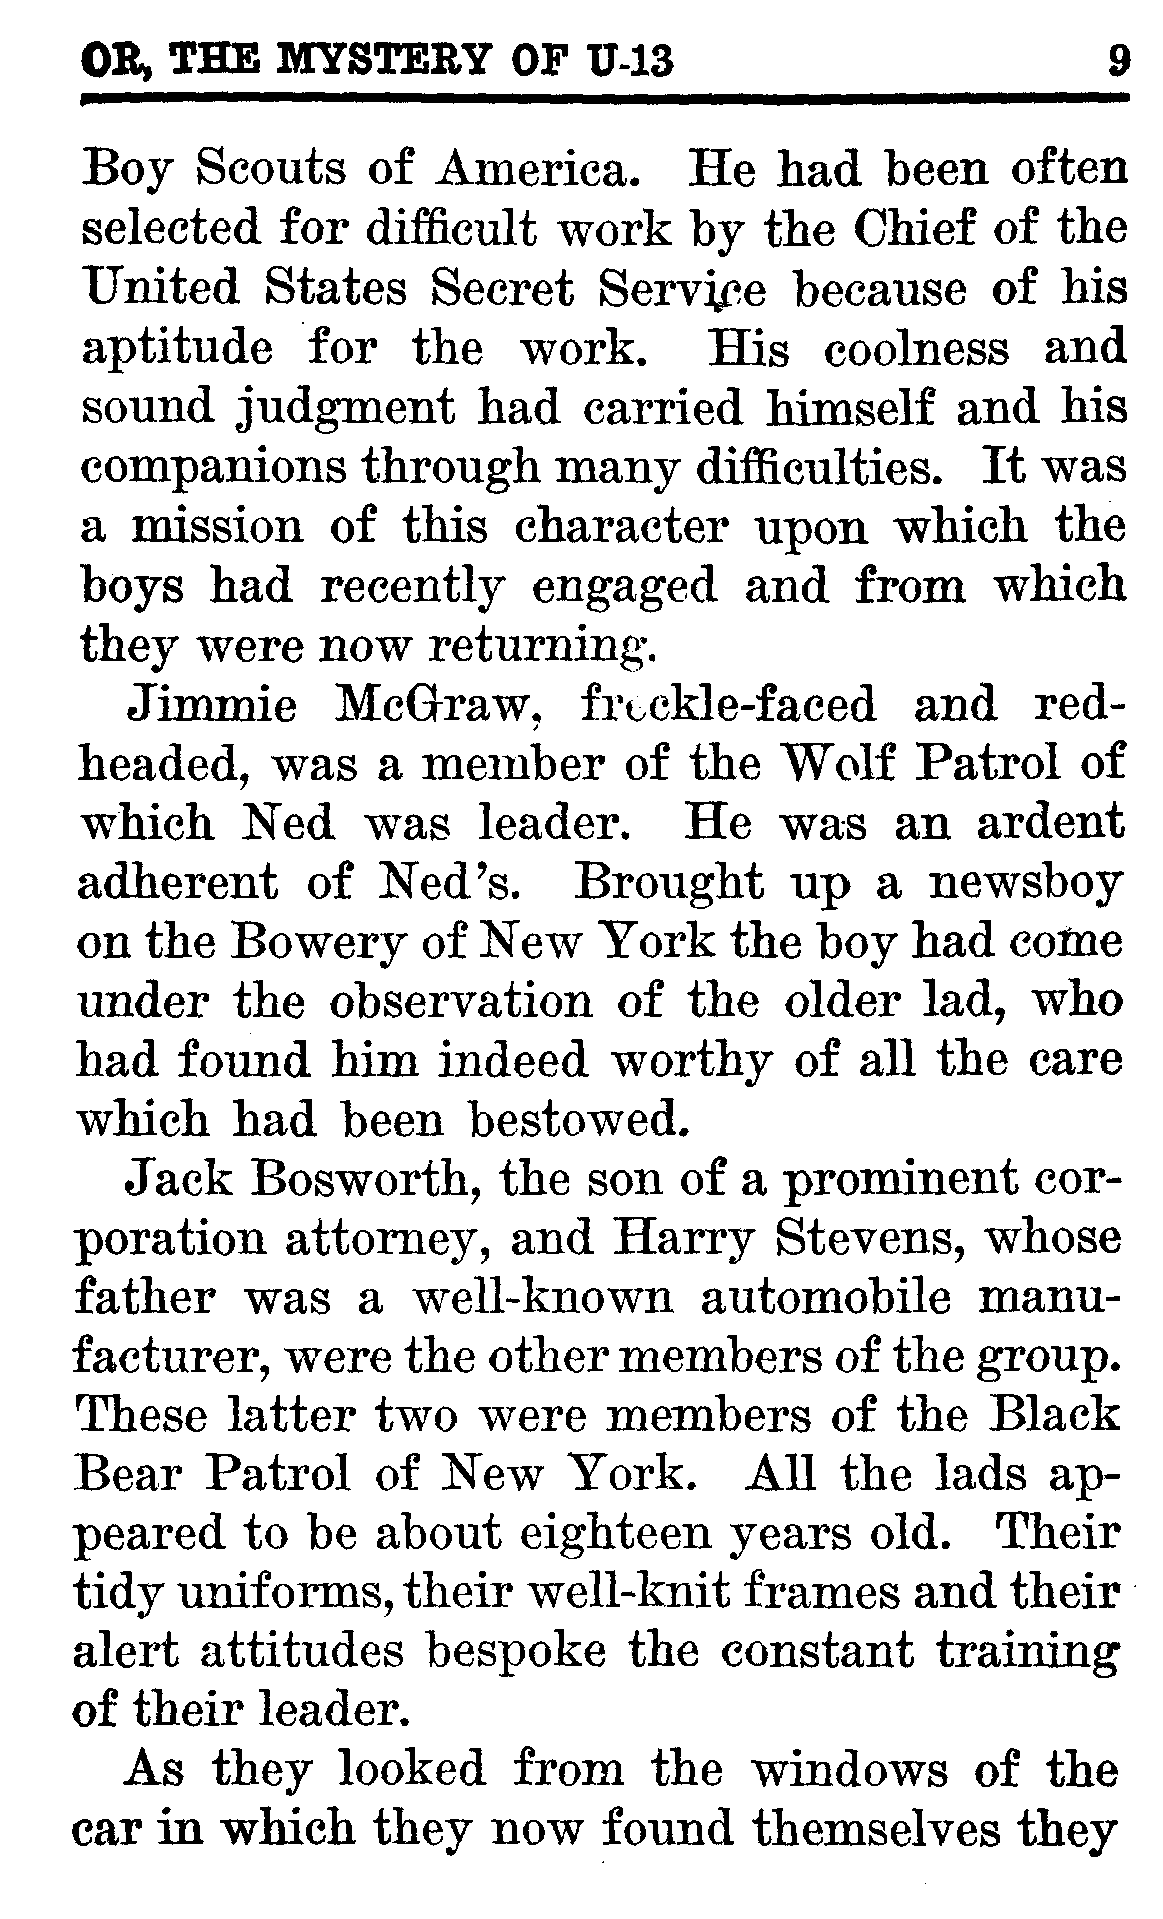 OR, THE MYSTERY OF U-13 9
Boy Scouts of America. He had been often
selected for difficult work by the Chief of the
United States Secret Service because of his
aptitude for the work. His coolness and
sound judgment had carried himself and his
companions through many difficulties. It was
a mission of this character upon which the
boys had recently engaged and from which
they were now returning.
Jimmie McGraw, freckle-faced and red-
headed, was a member of the Wolf Patrol of
which Ned was leader. He was an ardent
adherent of Ned's. Brought up a newsboy
on the Bowery of New York the boy had come
under the observation of the older lad, who
had found him indeed worthy of all the care
which had been bestowed.
Jack Bosworth, the son of a prominent cor-
poration attorney, and Harry Stevens, whose
father was a well-known automobile manu-
facturer, were the other members of the group.
These latter two were members of the Black
Bear Patrol of New York. All the lads ap-
peared to be about eighteen years old. Their
tidy uniforms, their well-knit frames and their
alert attitudes bespoke the constant training
of their leader.
As they looked from the windows of the
car in which they now found themselves they